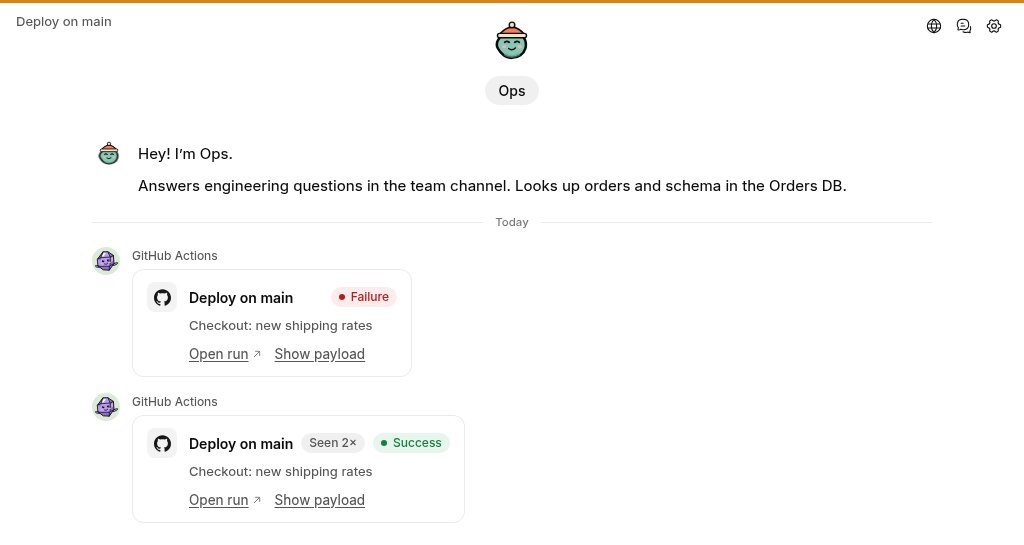 Deploy on main
Ops
Hey! I’m Ops.
Answers engineering questions in the team channel. Looks up orders and schema in the Orders DB.
Today
GitHub Actions
Deploy on main Failure
Checkout: new shipping rates
Open run ↗ Show payload
GitHub Actions
Deploy on main Seen 2× Success
Checkout: new shipping rates
Open run ↗ Show payload